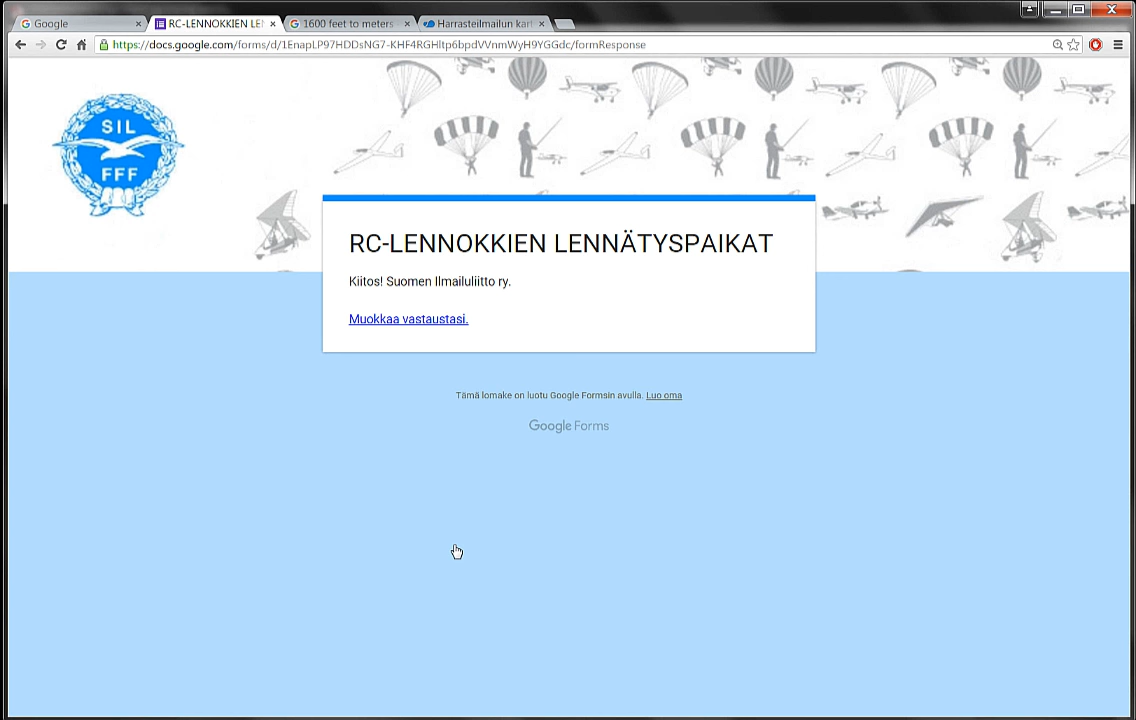 Google
RC-LENNOKKIEN LEN
1600 feet to meters
Harrasteilmailun kart
https://docs.google.com/forms/d/1EnapLP97HDDsNG7-KHF4RGHltp6bpdVVnmWyH9YGGdc/formResponse
SIL
FFF
RC-LENNOKKIEN LENNÄTYSPAIKAT
Kiitos! Suomen Ilmailuliitto ry.
Muokkaa vastaustasi.
Tämä lomake on luotu Google Formsin avulla. Luo oma
Google Forms